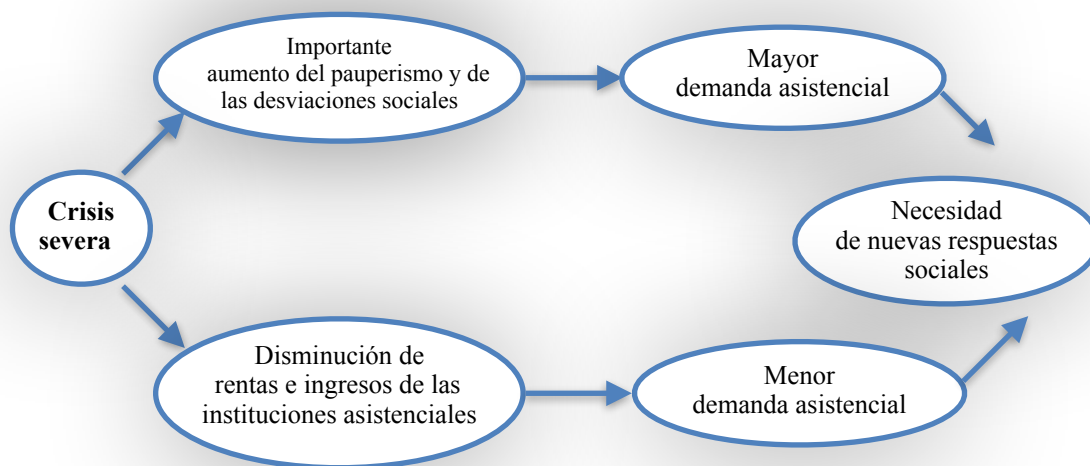 Crisis
severa
Importante
aumento del pauperismo y de
las desviaciones sociales
Mayor
demanda asistencial
Disminución de
rentas e ingresos de las
instituciones asistenciales
Menor
demanda asistencial
Necesidad
de nuevas respuestas
sociales